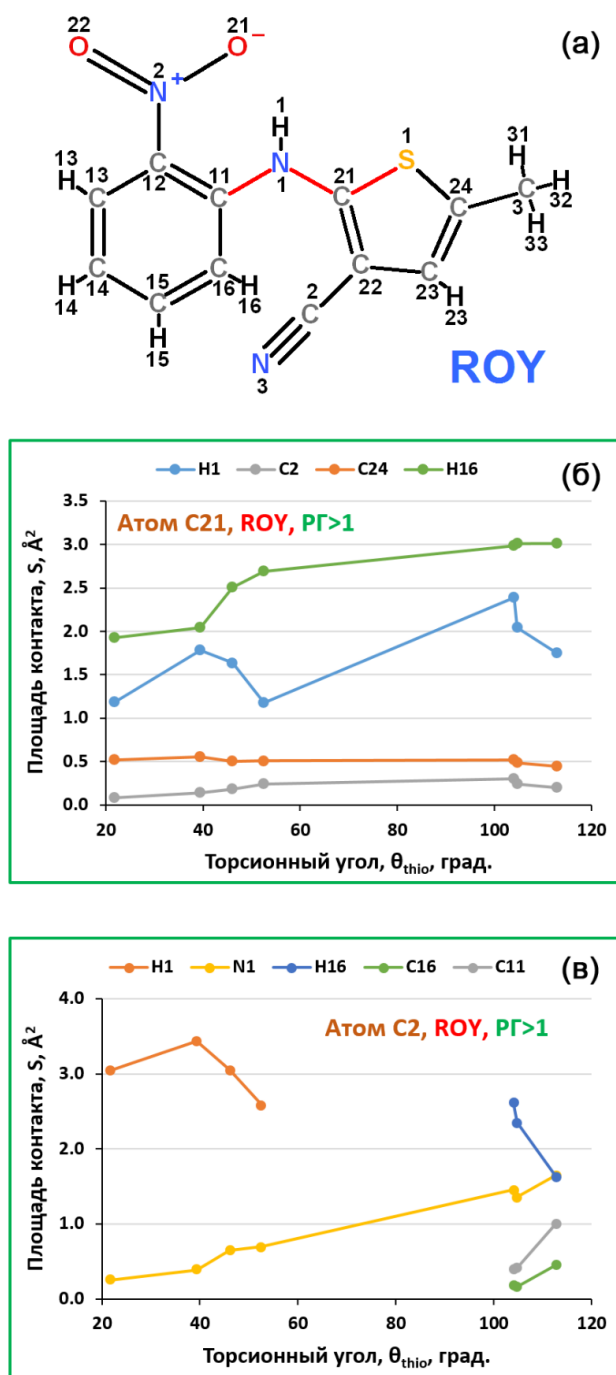 22 21 (а)
O O⁻
2
N⁺ 1
H 1 31
13 H S H
13 C C 12 11 C N 1 21 C 24 C C 3 H 32
H 33
H C 14 14 15 C C 16 H 16 2 C C 22 C 23 H 23
H 15 N 3
ROY
H1 C2 C24 H16 (б)
3.5
Атом C21, ROY, РГ>1
3.0
2.5
2.0
1.5
1.0
0.5
0.0
Площадь контакта, S, Å²
20 40 60 80 100 120
Торсионный угол, θthio, град.
H1 N1 H16 C16 C11 (в)
4.0
Атом C2, ROY, РГ>1
3.0
2.0
1.0
0.0
Площадь контакта, S, Å²
20 40 60 80 100 120
Торсионный угол, θthio, град.